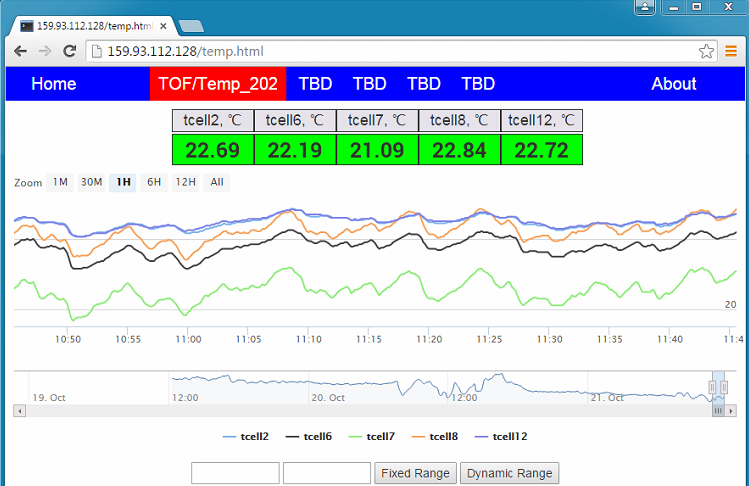 159.93.112.128/temp.html
159.93.112.128/temp.html
Home TOF/Temp_202 TBD TBD TBD TBD About
tcell2, ℃ tcell6, ℃ tcell7, ℃ tcell8, ℃ tcell12, ℃
22.69 22.19 21.09 22.84 22.72
Zoom 1M 30M 1H 6H 12H All
20
10:50 10:55 11:00 11:05 11:10 11:15 11:20 11:25 11:30 11:35 11:40 11:4
19. Oct 12:00 20. Oct 12:00 21. Oct
tcell2 tcell6 tcell7 tcell8 tcell12
Fixed Range Dynamic Range